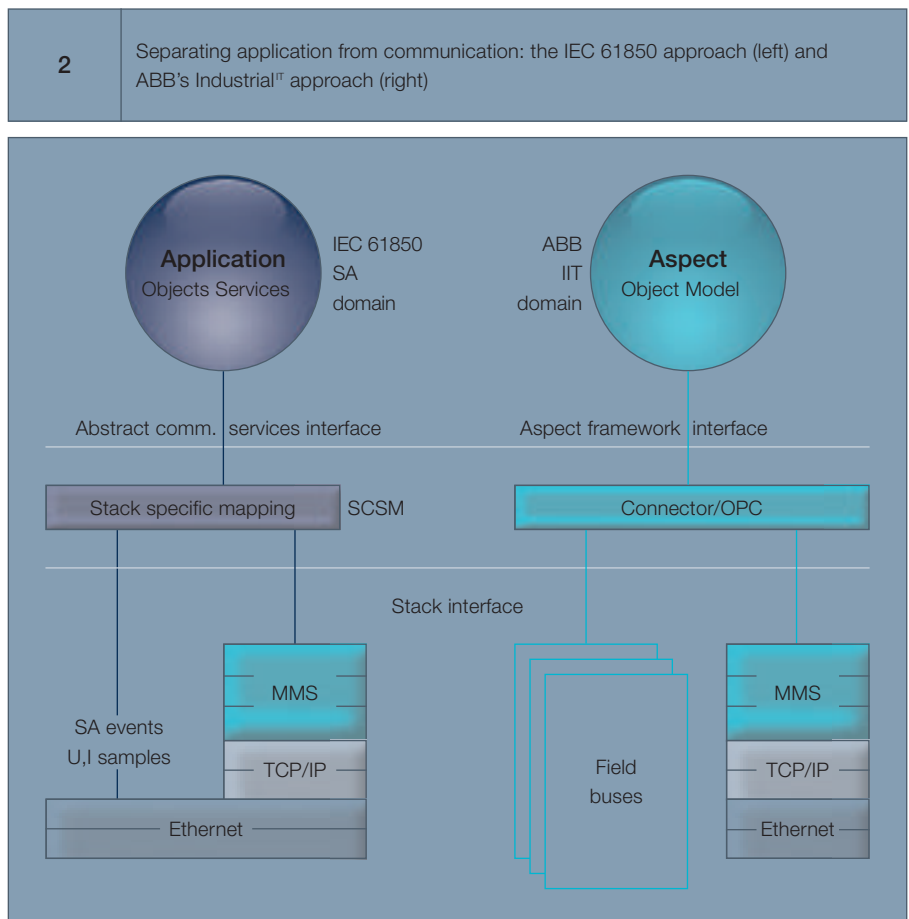 2
Separating application from communication: the IEC 61850 approach (left) and
ABB's Industrial^IT approach (right)
Application
Objects Services
IEC 61850
SA
domain
ABB
IIT
domain
Aspect
Object Model
Abstract comm. services interface
Aspect framework interface
Stack specific mapping
SCSM
Connector/OPC
Stack interface
SA events
U,I samples
MMS
TCP/IP
Ethernet
Field
buses
MMS
TCP/IP
Ethernet